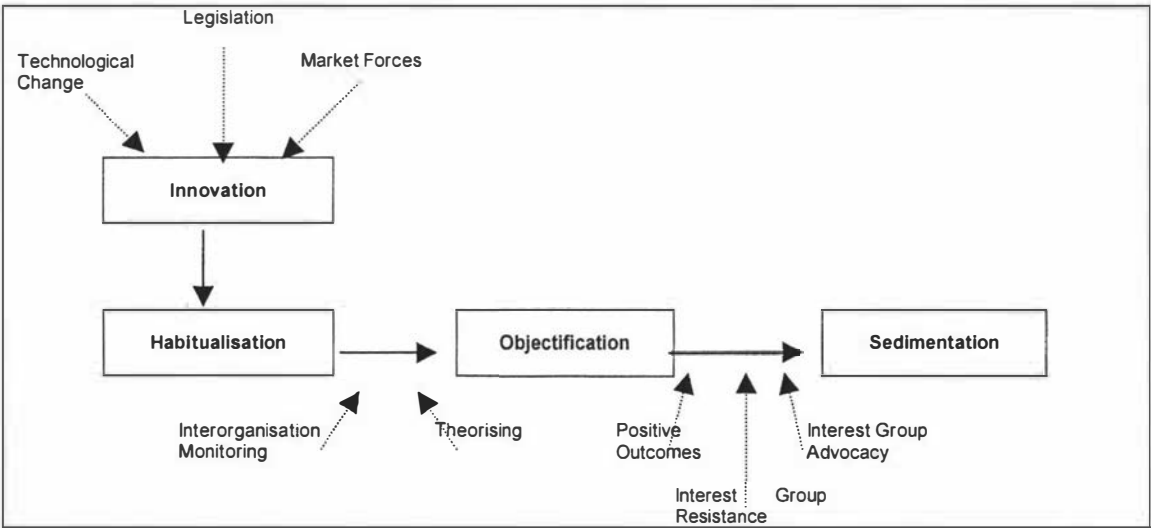 Legislation
Technological
Change
Market Forces
Innovation
Habitualisation
Objectification
Sedimentation
Interorganisation
Monitoring
Theorising
Positive
Outcomes
Interest Group
Advocacy
Interest Group
Resistance